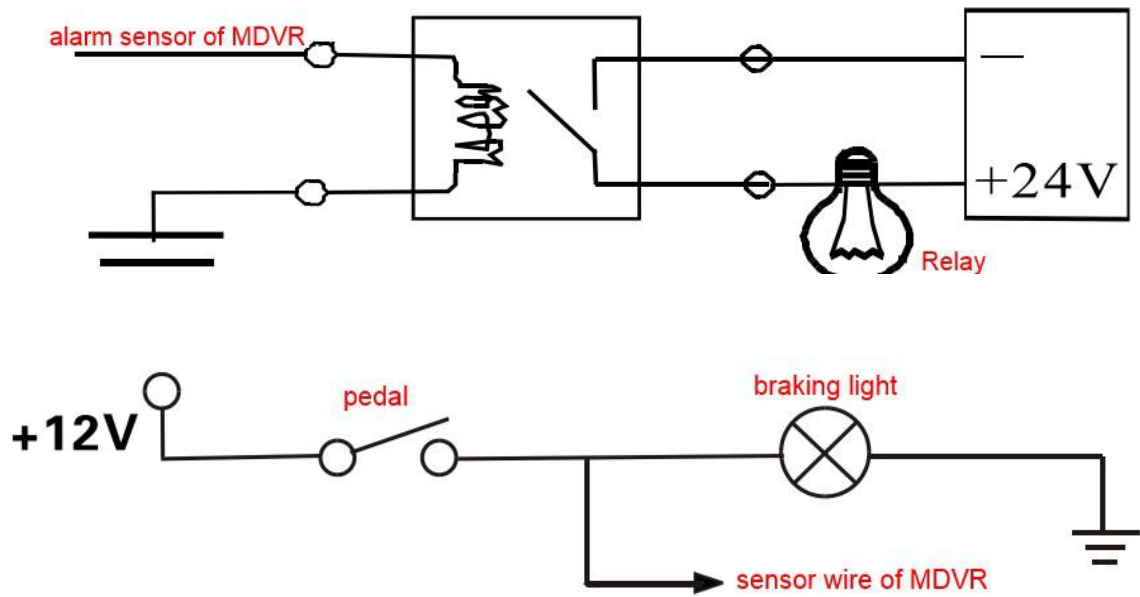 alarm sensor of MDVR
—
+24V
Relay
+12V
pedal
braking light
sensor wire of MDVR